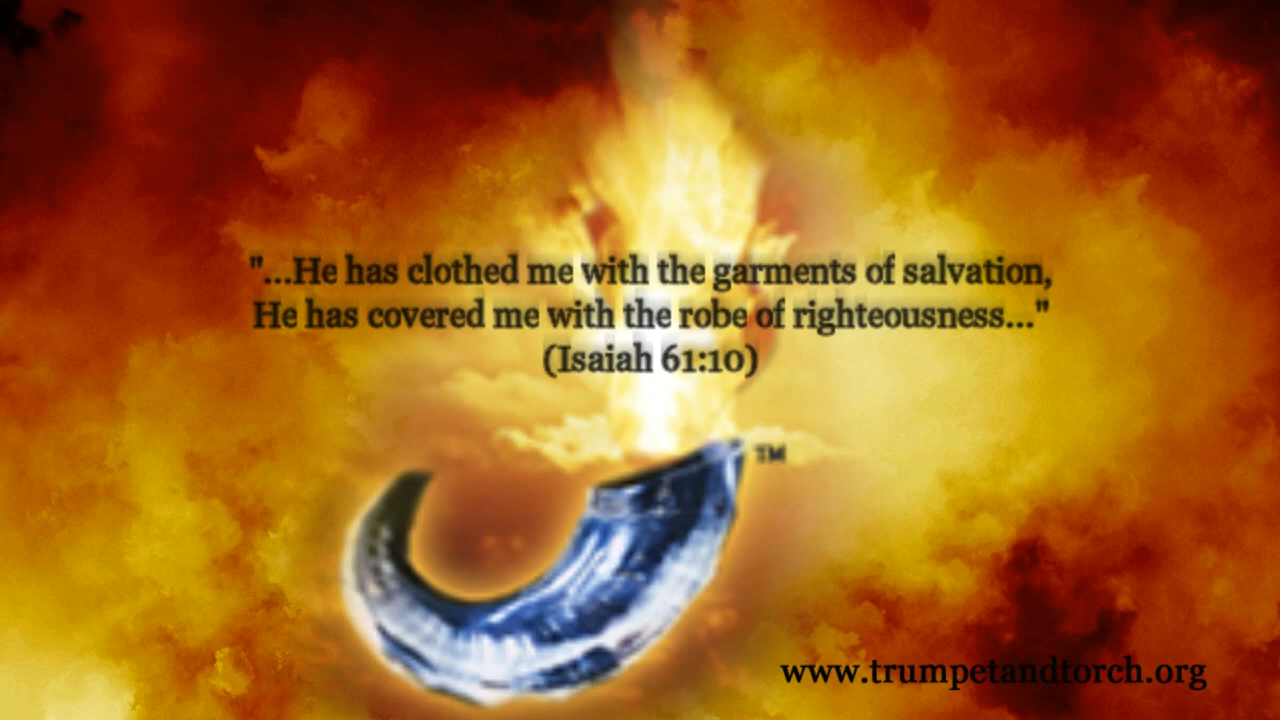 "...He has clothed me with the garments of salvation,
He has covered me with the robe of righteousness..."
(Isaiah 61:10)
TM
www.trumpetandtorch.org